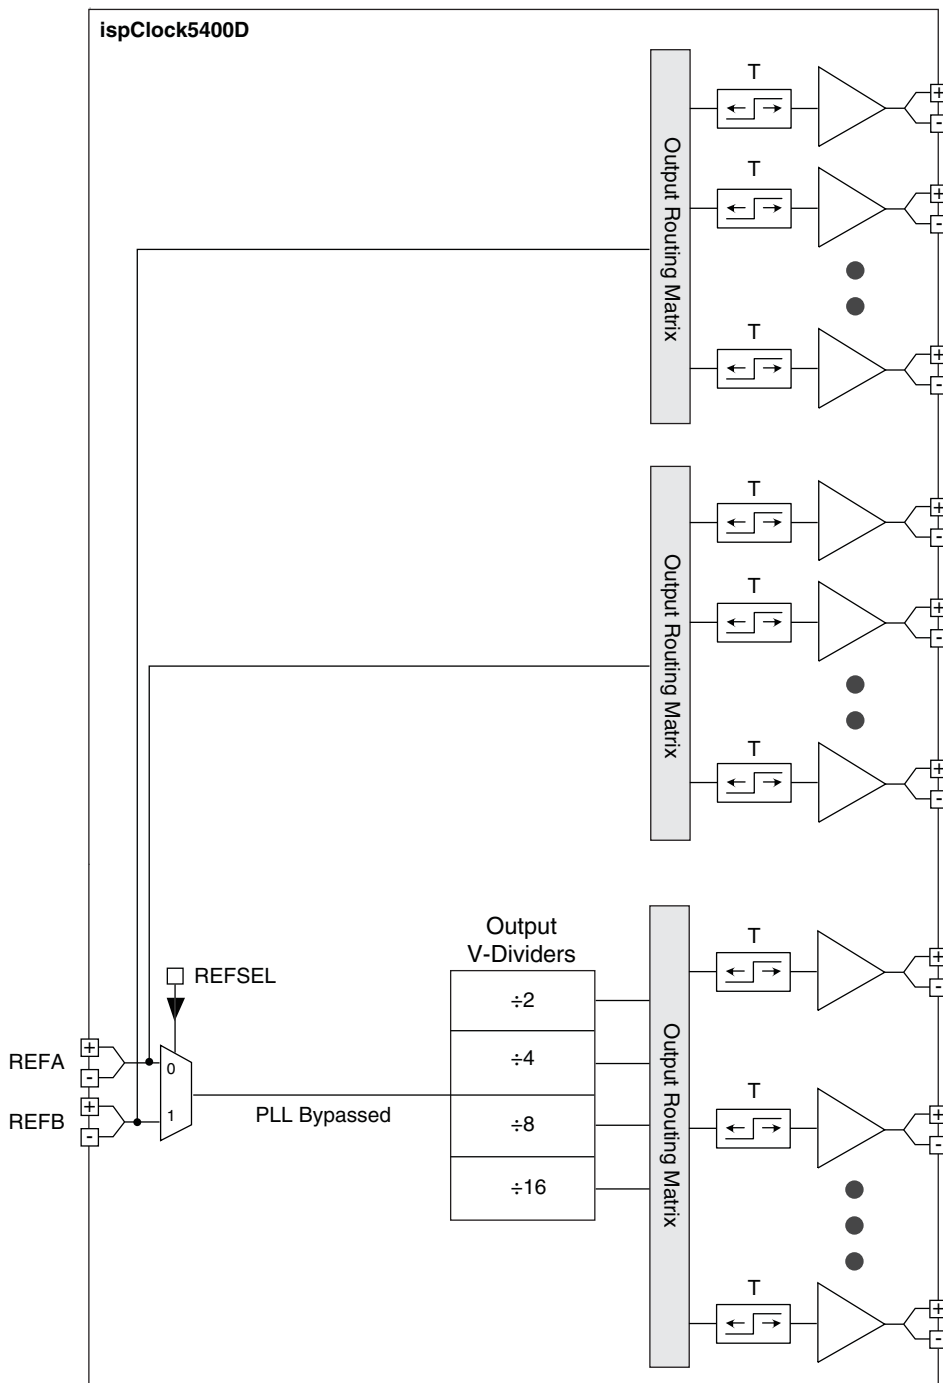 ispClock5400D
T
+
-
T
+
-
Output Routing Matrix
T
+
-
T
+
-
T
+
-
Output Routing Matrix
T
+
-
Output
V-Dividers
T
+
-
REFSEL
÷2
REFA
+
-
0
÷4
Output Routing Matrix
REFB
+
-
1
PLL Bypassed
÷8
T
+
-
÷16
T
+
-